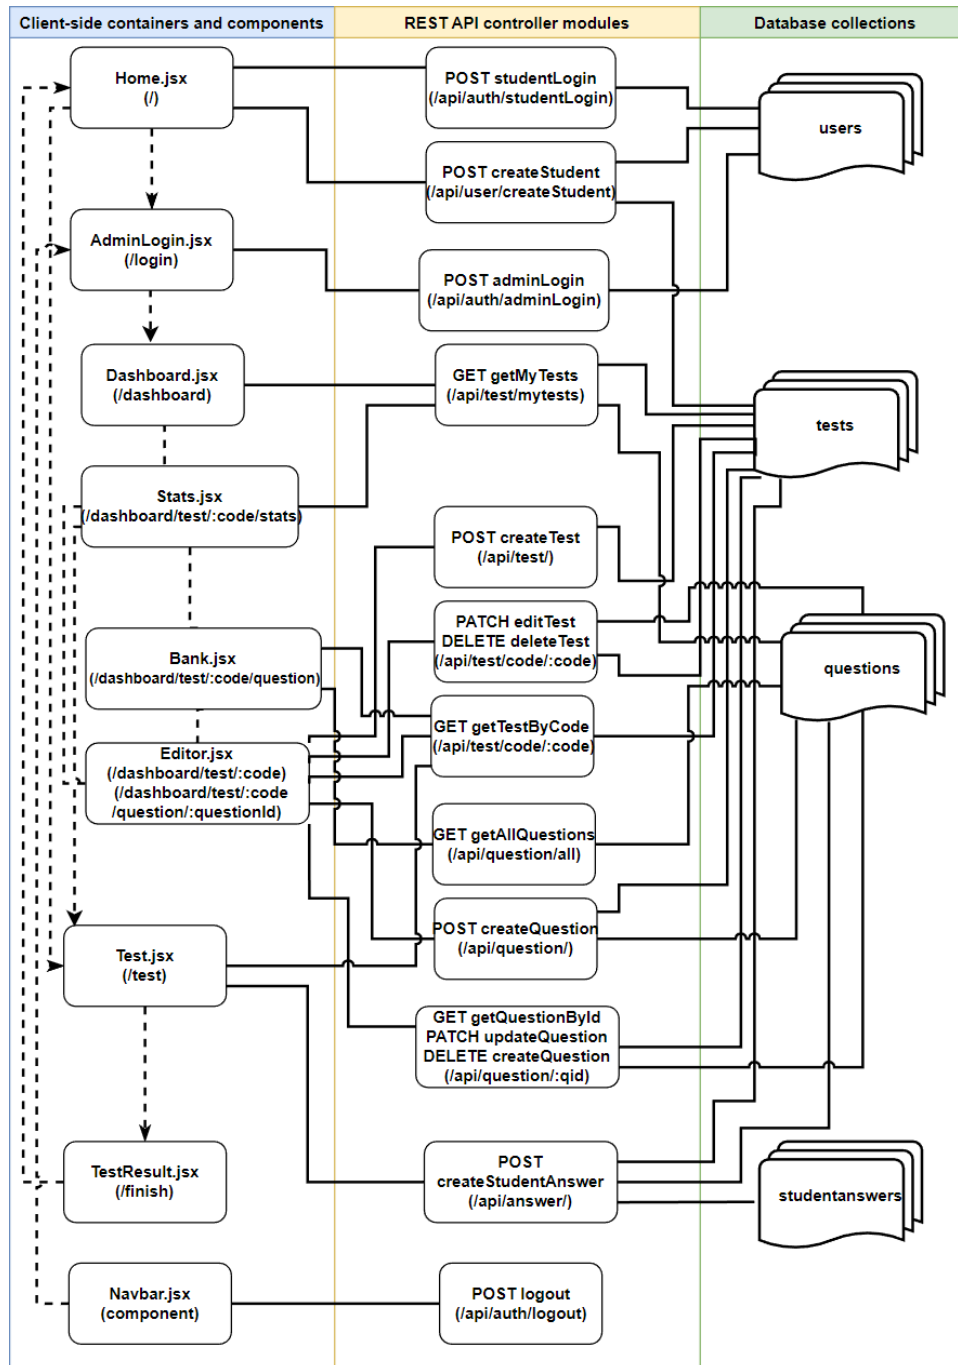 Client-side containers and components
REST API controller modules
Database collections
Home.jsx
(/)
POST studentLogin
(/api/auth/studentLogin)
users
POST createStudent
(/api/user/createStudent)
AdminLogin.jsx
(/login)
POST adminLogin
(/api/auth/adminLogin)
Dashboard.jsx
(/dashboard)
GET getMyTests
(/api/test/mytests)
tests
Stats.jsx
(/dashboard/test/:code/stats)
POST createTest
(/api/test/)
PATCH editTest
DELETE deleteTest
(/api/test/code/:code)
Bank.jsx
(/dashboard/test/:code/question)
questions
GET getTestByCode
(/api/test/code/:code)
Editor.jsx
(/dashboard/test/:code)
(/dashboard/test/:code
/question/:questionId)
GET getAllQuestions
(/api/question/all)
POST createQuestion
(/api/question/)
Test.jsx
(/test)
GET getQuestionById
PATCH updateQuestion
DELETE createQuestion
(/api/question/:qid)
TestResult.jsx
(/finish)
POST
createStudentAnswer
(/api/answer/)
studentanswers
Navbar.jsx
(component)
POST logout
(/api/auth/logout)